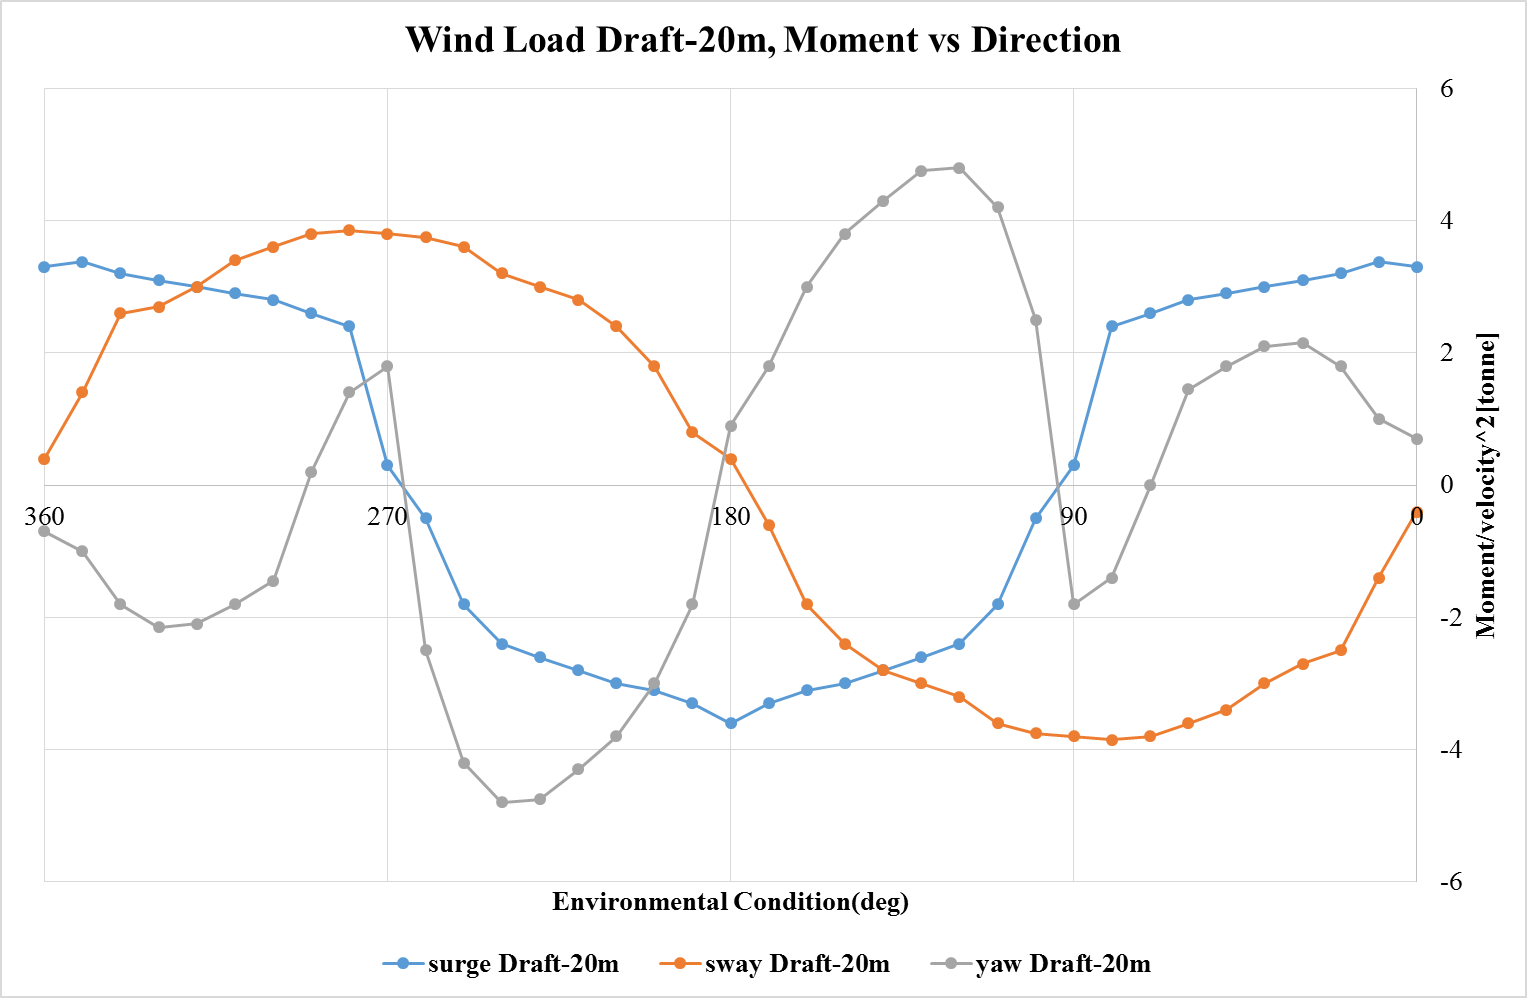 Wind Load Draft-20m, Moment vs Direction
6
4
2
0
-2
-4
-6
Moment/velocity^2[tonne]
360 270 180 90 0
Environmental Condition(deg)
surge Draft-20m sway Draft-20m yaw Draft-20m